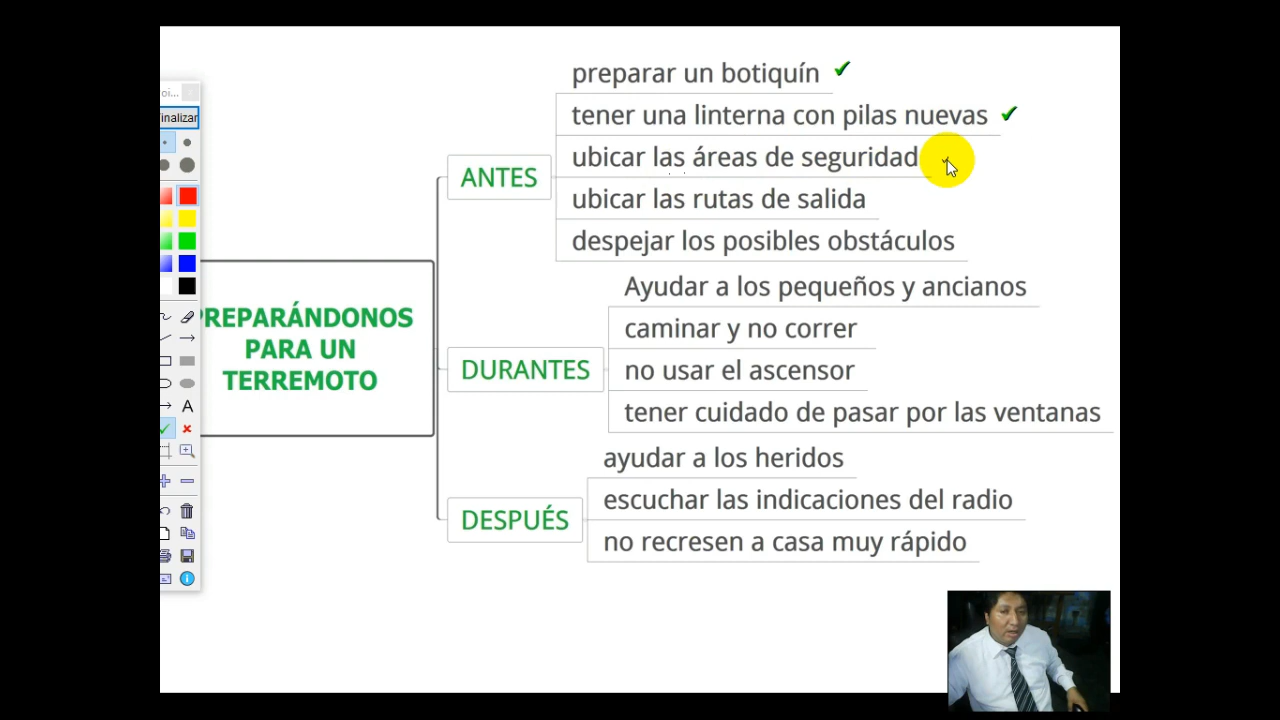 oi...
inalizar
A
PREPARÁNDONOS
PARA UN
TERREMOTO
ANTES
preparar un botiquín
tener una linterna con pilas nuevas
ubicar las áreas de seguridad
ubicar las rutas de salida
despejar los posibles obstáculos
DURANTES
Ayudar a los pequeños y ancianos
caminar y no correr
no usar el ascensor
tener cuidado de pasar por las ventanas
DESPUÉS
ayudar a los heridos
escuchar las indicaciones del radio
no recresen a casa muy rápido